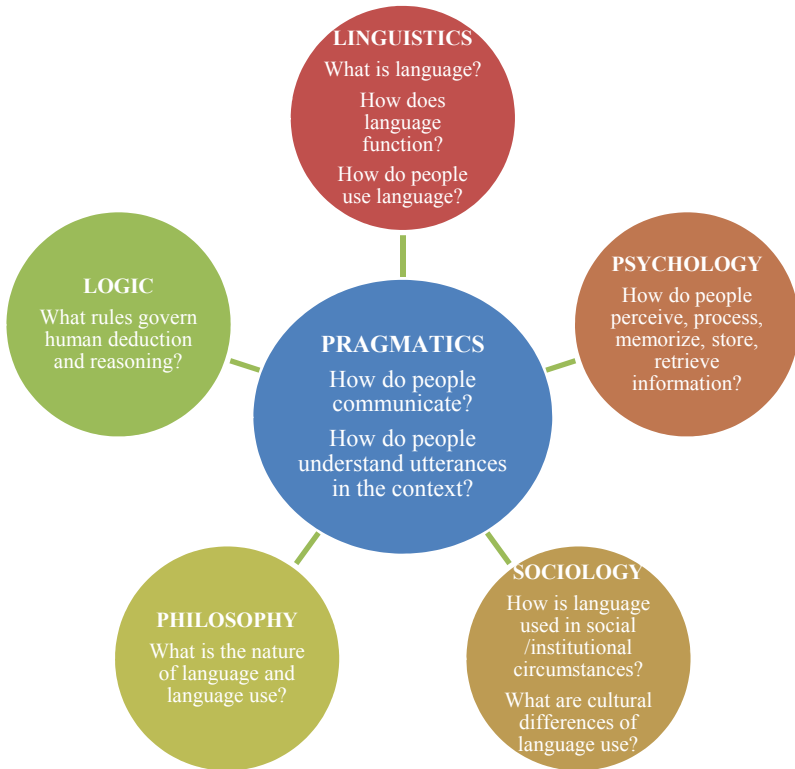 LINGUISTICS
What is language?
How does
language
function?
How do people
use language?
PSYCHOLOGY
How do people
perceive, process,
memorize, store,
retrieve
information?
LOGIC
What rules govern
human deduction
and reasoning?
PRAGMATICS
How do people
communicate?
How do people
understand utterances
in the context?
PHILOSOPHY
What is the nature
of language and
language use?
SOCIOLOGY
How is language
used in social
/institutional
circumstances?
What are cultural
differences of
language use?